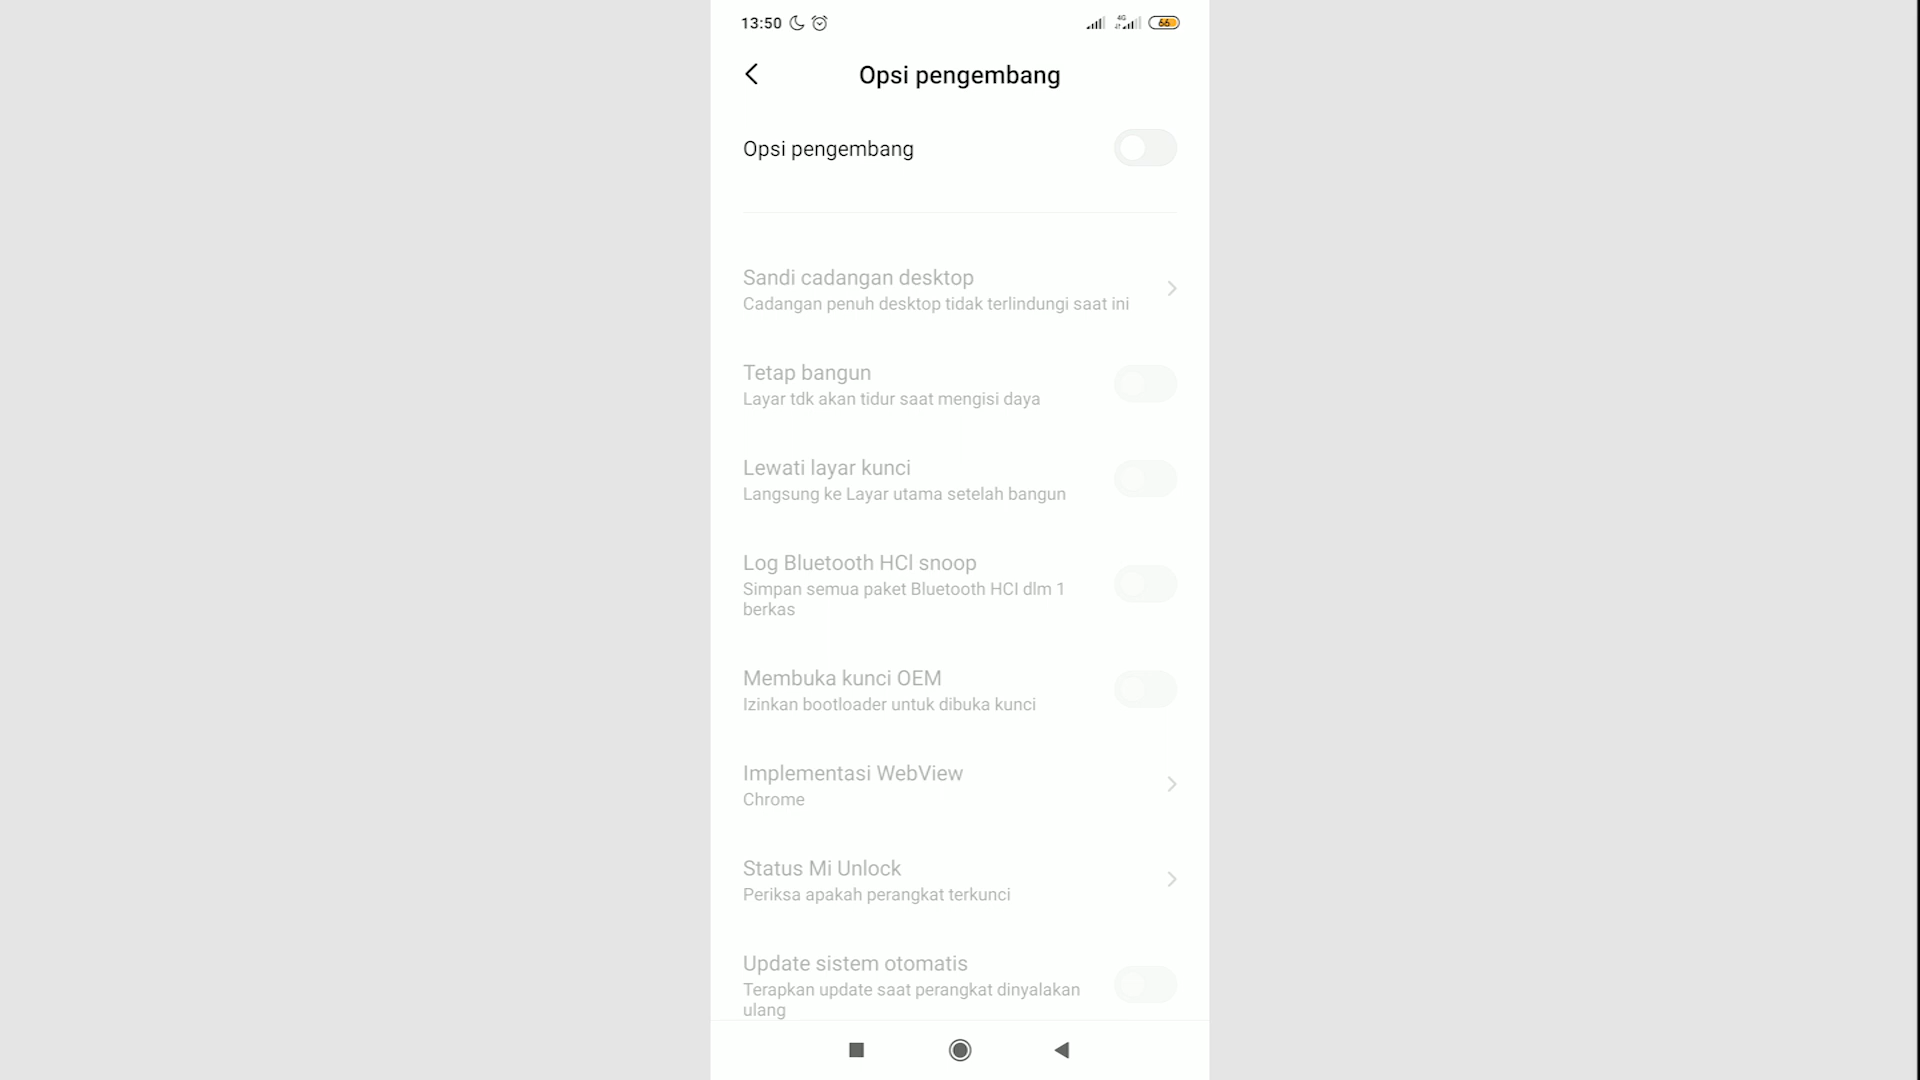 13:50
4G
66
Opsi pengembang
Opsi pengembang
Sandi cadangan desktop
Cadangan penuh desktop tidak terlindungi saat ini
Tetap bangun
Layar tdk akan tidur saat mengisi daya
Lewati layar kunci
Langsung ke Layar utama setelah bangun
Log Bluetooth HCl snoop
Simpan semua paket Bluetooth HCI dlm 1
berkas
Membuka kunci OEM
Izinkan bootloader untuk dibuka kunci
Implementasi WebView
Chrome
Status Mi Unlock
Periksa apakah perangkat terkunci
Update sistem otomatis
Terapkan update saat perangkat dinyalakan
ulang